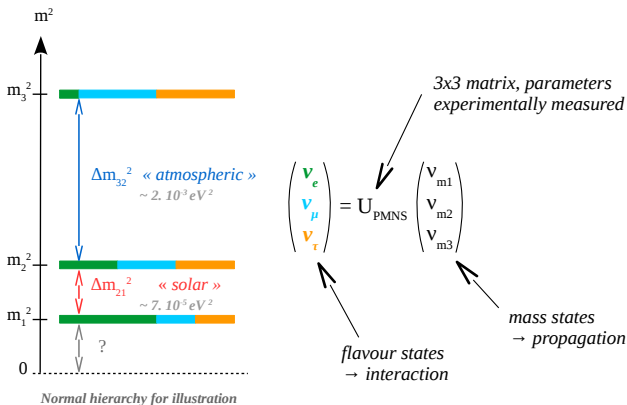 m²
m₃²
3x3 matrix, parameters
experimentally measured
Δm₃₂² « atmospheric »
~ 2. 10⁻³ eV²
νₑ
ν_μ
ν_τ
= U_PMNS
ν_m1
ν_m2
ν_m3
m₂²
Δm₂₁² « solar »
~ 7. 10⁻⁵ eV²
m₁²
?
0
flavour states
→ interaction
mass states
→ propagation
Normal hierarchy for illustration